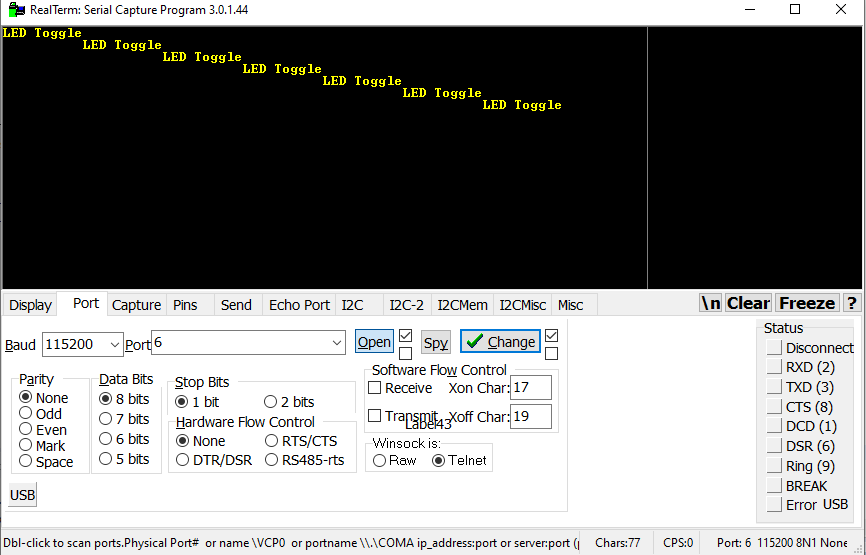 RealTerm: Serial Capture Program 3.0.1.44
LED Toggle
LED Toggle
LED Toggle
LED Toggle
LED Toggle
LED Toggle
LED Toggle
Display Port Capture Pins Send Echo Port I2C I2C-2 I2CMem I2CMisc Misc \n Clear Freeze ?
Baud 115200 Port 6 Open Spy Change
Parity
None
Odd
Even
Mark
Space
Data Bits
8 bits
7 bits
6 bits
5 bits
Stop Bits
1 bit 2 bits
Hardware Flow Control
None RTS/CTS
DTR/DSR RS485-rts
Software Flow Control
Receive Xon Char: 17
Transmit Xoff Char: 19
Label43
Winsock is:
Raw Telnet
USB
Status
Disconnect
RXD (2)
TXD (3)
CTS (8)
DCD (1)
DSR (6)
Ring (9)
BREAK
Error USB
Dbl-click to scan ports.Physical Port# or name \VCP0 or portname \\.\COMA ip_address:port or server:port (p Chars:77 CPS:0 Port: 6 115200 8N1 None